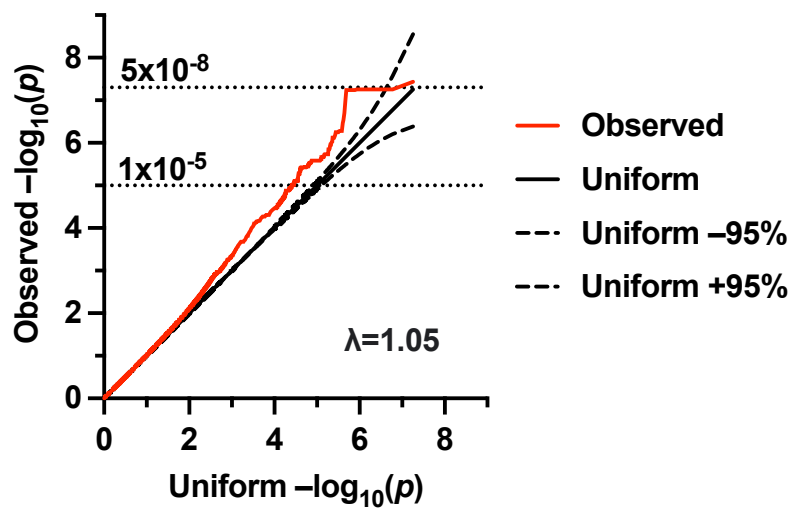 Observed –log₁₀(p)
8
6
4
2
0
5x10⁻⁸
1x10⁻⁵
λ=1.05
0 2 4 6 8
Uniform –log₁₀(p)
Observed
Uniform
Uniform –95%
Uniform +95%